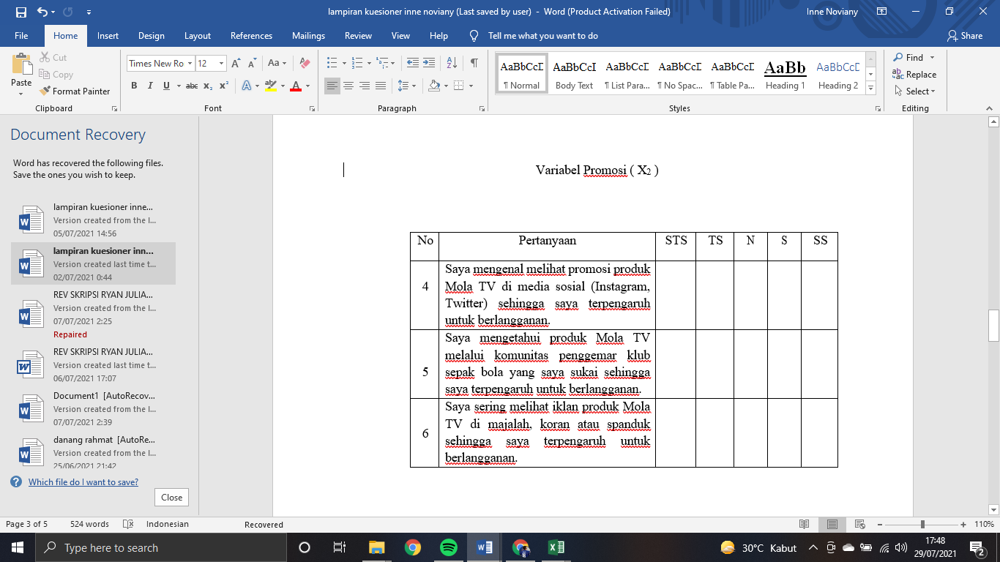 lampiran kuesioner inne noviany (Last saved by user) - Word (Product Activation Failed)
Inne Noviany
File Home Insert Design Layout References Mailings Review View Help Tell me what you want to do Share
Paste
Cut
Copy
Format Painter
Clipboard
Times New Ro 12
Font
Paragraph
AaBbCcI AaBbCcI AaBbCcI AaBbCcI AaBbCcI AaBb AaBbCcI
¶ Normal Body Text ¶ List Para... ¶ No Spac... ¶ Table Pa... Heading 1 Heading 2
Styles
Find
Replace
Select
Editing
Document Recovery
Word has recovered the following files.
Save the ones you wish to keep.
lampiran kuesioner inne...
Version created from the l...
05/07/2021 14:56
lampiran kuesioner inn...
Version created last time t...
02/07/2021 0:44
REV SKRIPSI RYAN JULIA...
Version created from the l...
07/07/2021 2:25
Repaired
REV SKRIPSI RYAN JULIA...
Version created last time t...
06/07/2021 17:07
Document1 [AutoRecov...
Version created from the l...
07/07/2021 2:39
danang rahmat [AutoRe...
Version created from the l...
25/06/2021 21:42
Which file do I want to save?
Close
Variabel Promosi ( X2 )
No Pertanyaan STS TS N S SS
4
Saya mengenal melihat promosi produk
Mola TV di media sosial (Instagram,
Twitter) sehingga saya terpengaruh
untuk berlangganan.
5
Saya mengetahui produk Mola TV
melalui komunitas penggemar klub
sepak bola yang saya sukai sehingga
saya terpengaruh untuk berlangganan.
6
Saya sering melihat iklan produk Mola
TV di majalah, koran atau spanduk
sehingga saya terpengaruh untuk
berlangganan.
Page 3 of 5 524 words Indonesian Recovered 110%
Type here to search
30°C Kabut
17:48
29/07/2021
2